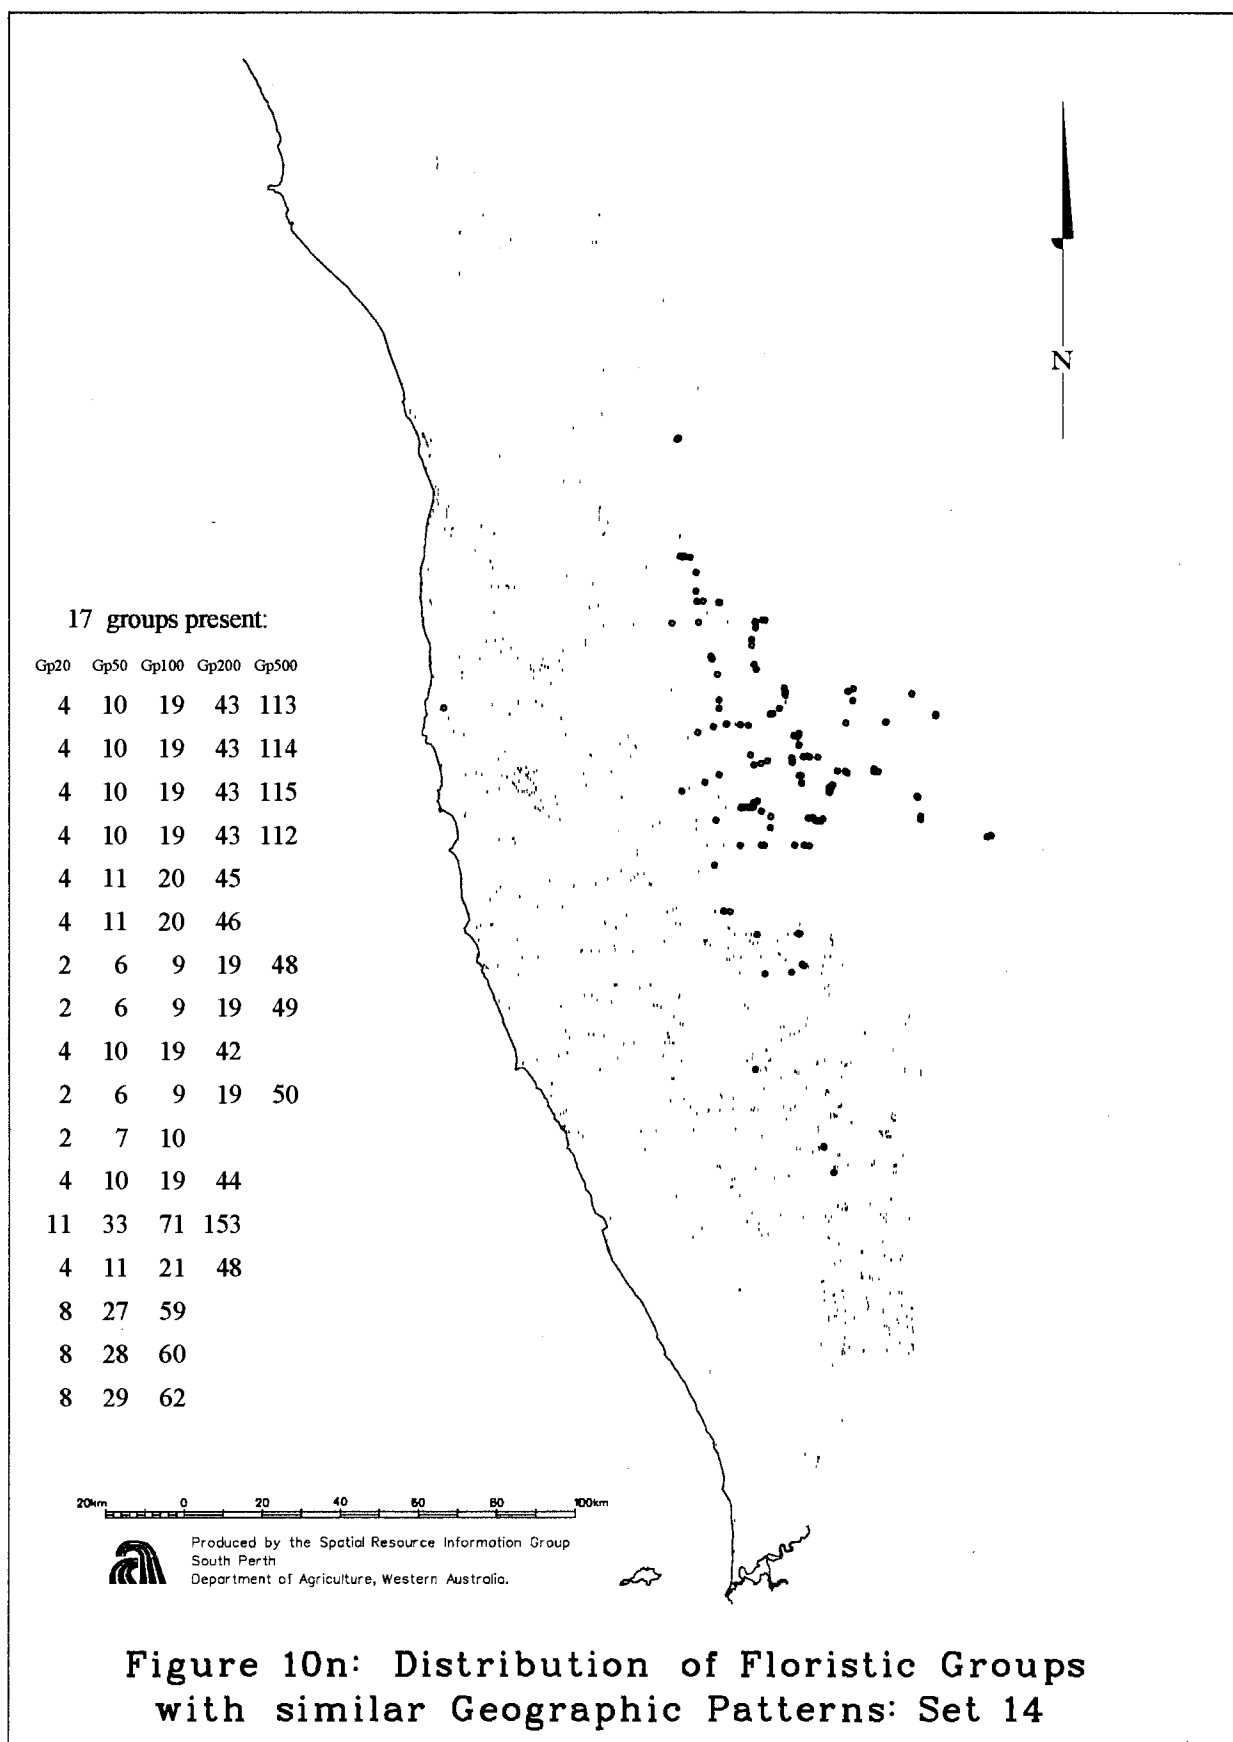 N
17 groups present:
Gp20 Gp50 Gp100 Gp200 Gp500
4 10 19 43 113
4 10 19 43 114
4 10 19 43 115
4 10 19 43 112
4 11 20 45
4 11 20 46
2 6 9 19 48
2 6 9 19 49
4 10 19 42
2 6 9 19 50
2 7 10
4 10 19 44
11 33 71 153
4 11 21 48
8 27 59
8 28 60
8 29 62
20km 0 20 40 60 80 100km
Produced by the Spatial Resource Information Group
South Perth
Department of Agriculture, Western Australia.
Figure 10n: Distribution of Floristic Groups
with similar Geographic Patterns: Set 14